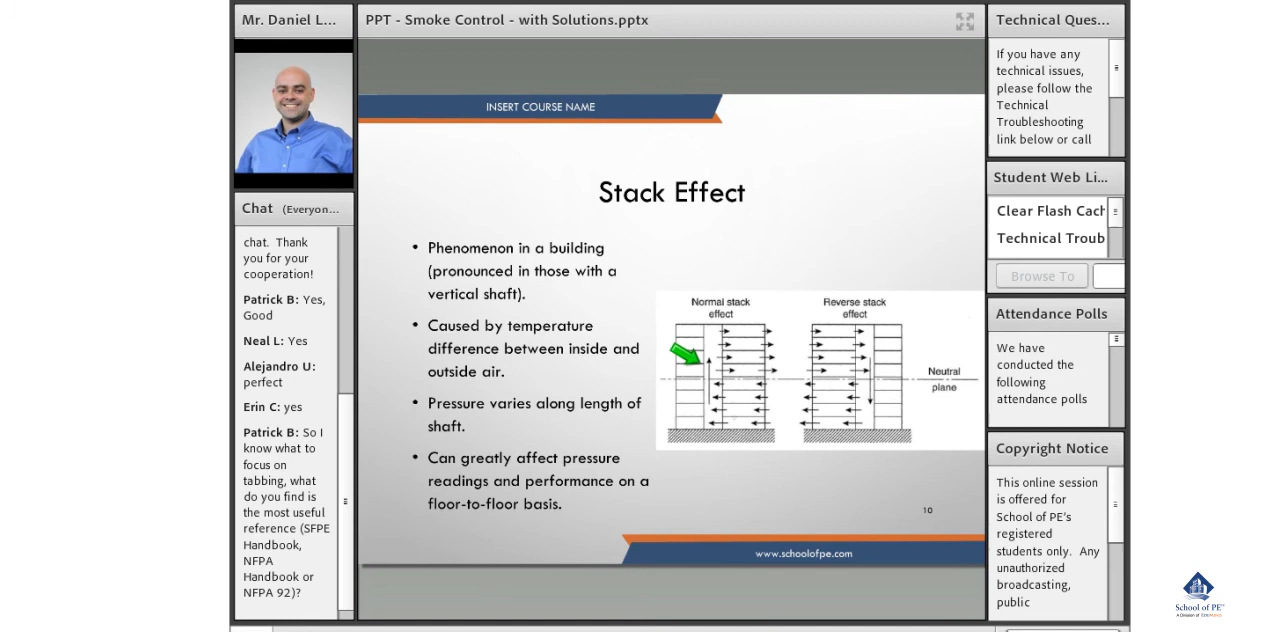 Mr. Daniel L...
PPT - Smoke Control - with Solutions.pptx
Technical Ques...
If you have any
technical issues,
please follow the
Technical
Troubleshooting
link below or call
Student Web Li...
Clear Flash Cach
Technical Troub
Browse To
Attendance Polls
We have
conducted the
following
attendance polls
Copyright Notice
This online session
is offered for
School of PE's
registered
students only. Any
unauthorized
broadcasting,
public
Chat (Everyon...
chat. Thank
you for your
cooperation!
Patrick B: Yes,
Good
Neal L: Yes
Alejandro U:
perfect
Erin C: yes
Patrick B: So I
know what to
focus on
tabbing, what
do you find is
the most useful
reference (SFPE
Handbook,
NFPA
Handbook or
NFPA 92)?
INSERT COURSE NAME
Stack Effect
• Phenomenon in a building
(pronounced in those with a
vertical shaft).
• Caused by temperature
difference between inside and
outside air.
• Pressure varies along length of
shaft.
• Can greatly affect pressure
readings and performance on a
floor-to-floor basis.
Normal stack
effect
Reverse stack
effect
Neutral
plane
10
www.schoolofpe.com
School of PE